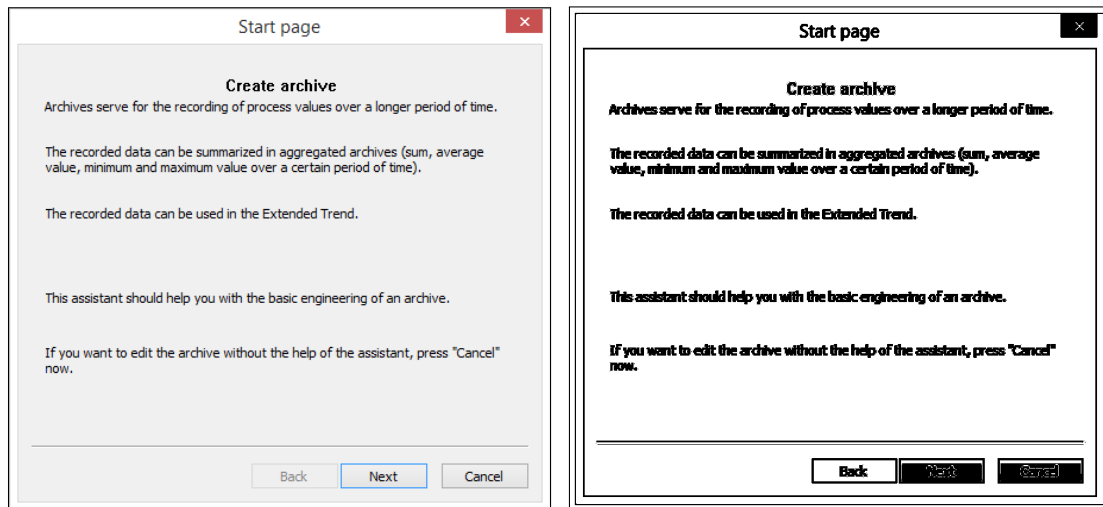 Start page
Create archive
Archives serve for the recording of process values over a longer period of time.
The recorded data can be summarized in aggregated archives (sum, average
value, minimum and maximum value over a certain period of time).
The recorded data can be used in the Extended Trend.
This assistant should help you with the basic engineering of an archive.
If you want to edit the archive without the help of the assistant, press "Cancel"
now.
Back Next Cancel
Start page
Create archive
Archives serve for the recording of process values over a longer period of time.
The recorded data can be summarized in aggregated archives (sum, average
value, minimum and maximum value over a certain period of time).
The recorded data can be used in the Extended Trend.
This assistant should help you with the basic engineering of an archive.
If you want to edit the archive without the help of the assistant, press "Cancel"
now.
Back Next Cancel